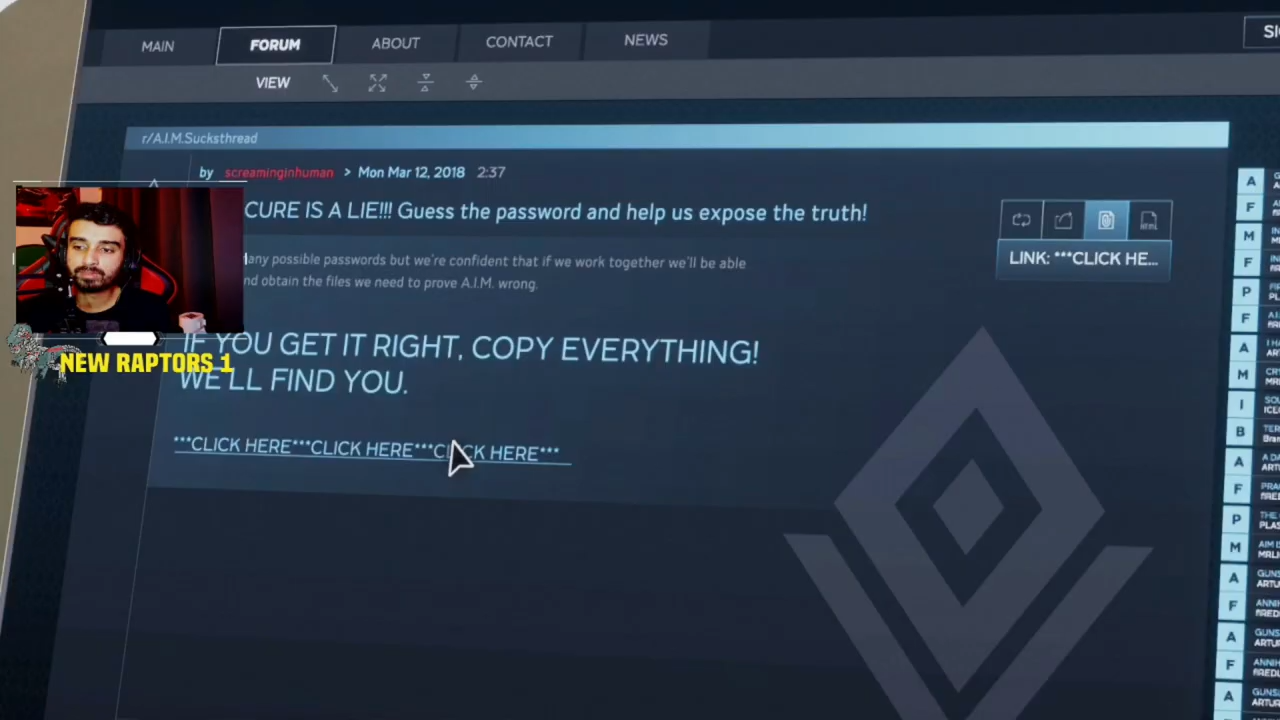 MAIN
FORUM
ABOUT
CONTACT
NEWS
VIEW
r/A.I.M.Sucksthread
by screaminginhuman > Mon Mar 12, 2018 2:37
CURE IS A LIE!!! Guess the password and help us expose the truth!
any possible passwords but we're confident that if we work together we'll be able
nd obtain the files we need to prove A.I.M. wrong.
IF YOU GET IT RIGHT, COPY EVERYTHING!
WE'LL FIND YOU.
***CLICK HERE***CLICK HERE***CLICK HERE***
HTML
LINK: ***CLICK HE...
NEW RAPTORS 1
A
F
M
F
P
F
A
M
I
B
A
F
P
M
A
F
A
F
A